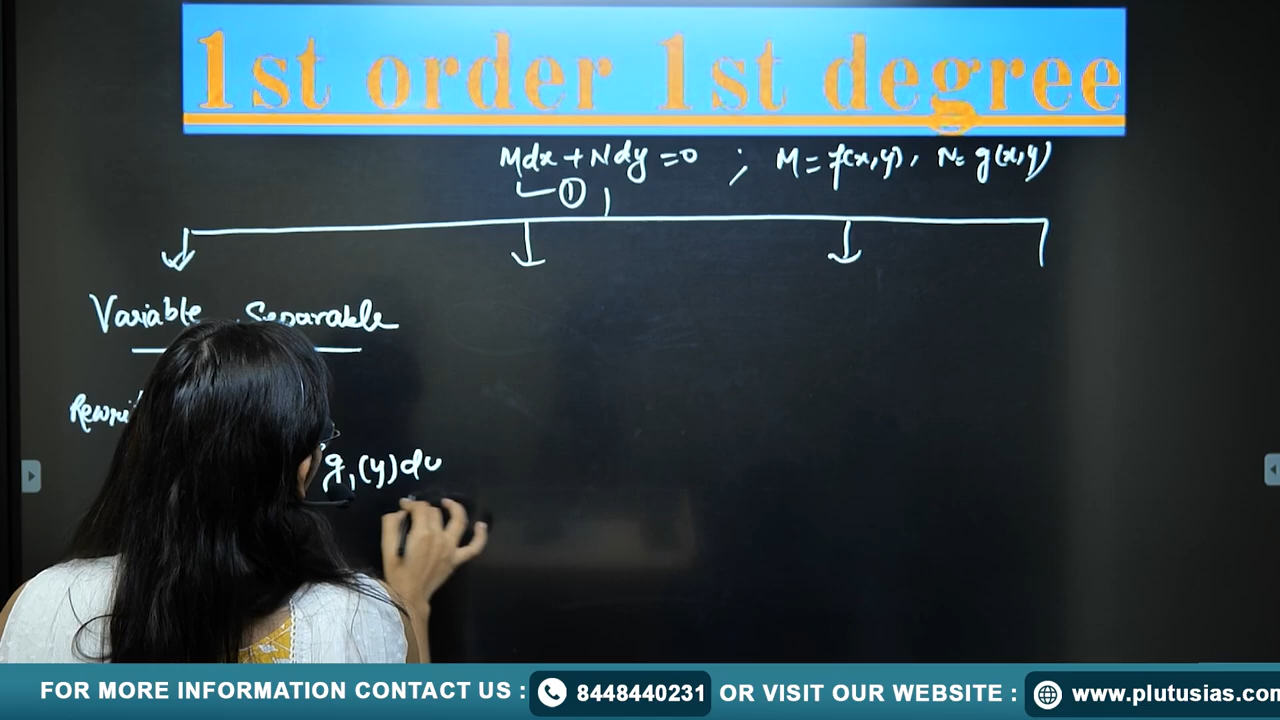 1st order 1st degree
Mdx + Ndy = 0 ; M = f(x,y), N = g(x,y)
①
Variable Separable
g₁(y)dy
FOR MORE INFORMATION CONTACT US : 8448440231 OR VISIT OUR WEBSITE : www.plutusias.com